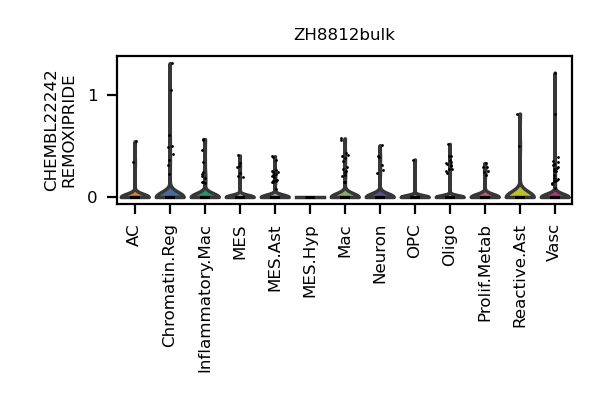 ZH8812bulk
CHEMBL22242
REMOXIPRIDE
1
0
AC
Chromatin.Reg
Inflammatory.Mac
MES
MES.Ast
MES.Hyp
Mac
Neuron
OPC
Oligo
Prolif.Metab
Reactive.Ast
Vasc